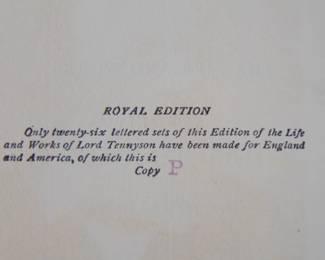 ROYAL EDITION
Only twenty-six lettered sets of this Edition of the Life
and Works of Lord Tennyson have been made for England
and America, of which this is
Copy P